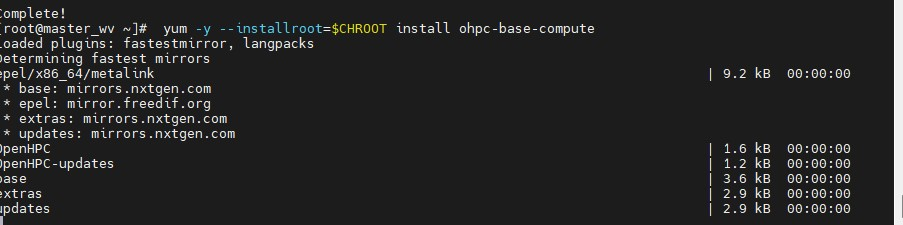 Complete!
[root@master_wv ~]#  yum -y --installroot=$CHROOT install ohpc-base-compute
Loaded plugins: fastestmirror, langpacks
Determining fastest mirrors
epel/x86_64/metalink | 9.2 kB 00:00:00
* base: mirrors.nxtgen.com
* epel: mirror.freedif.org
* extras: mirrors.nxtgen.com
* updates: mirrors.nxtgen.com
OpenHPC | 1.6 kB 00:00:00
OpenHPC-updates | 1.2 kB 00:00:00
base | 3.6 kB 00:00:00
extras | 2.9 kB 00:00:00
updates | 2.9 kB 00:00:00